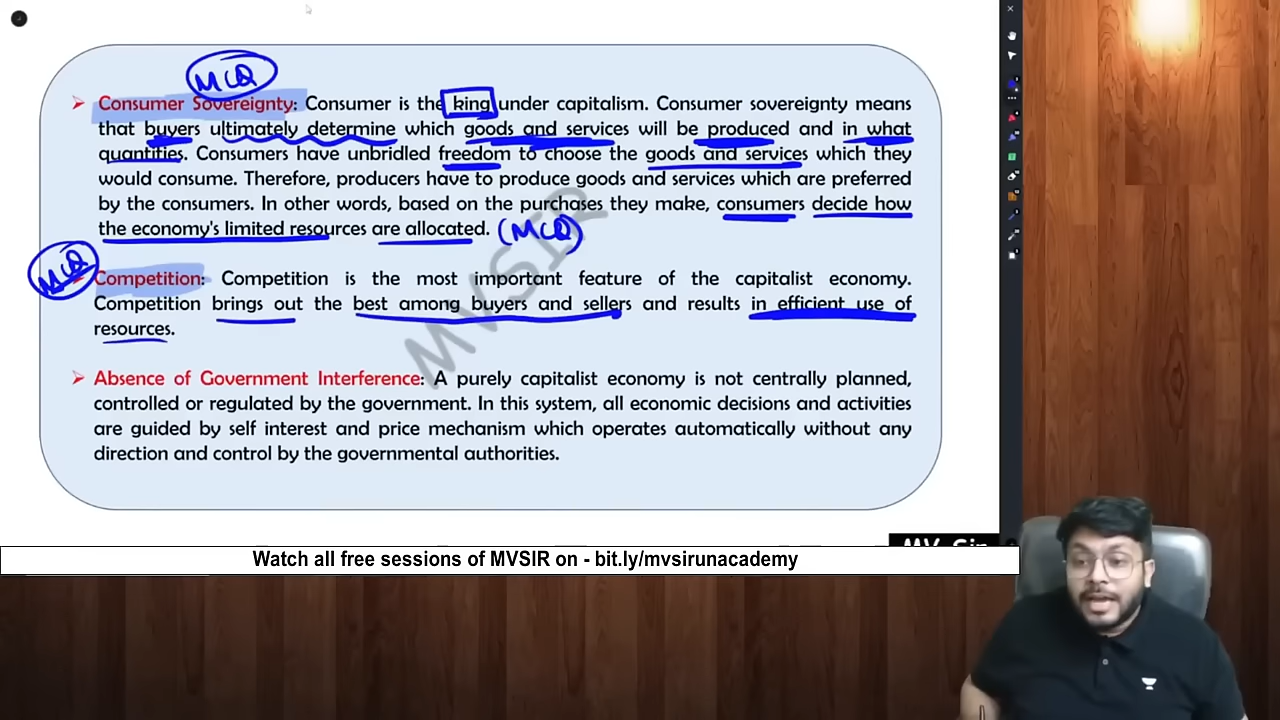 MCQ
➤ Consumer Sovereignty: Consumer is the king under capitalism. Consumer sovereignty means
that buyers ultimately determine which goods and services will be produced and in what
quantities. Consumers have unbridled freedom to choose the goods and services which they
would consume. Therefore, producers have to produce goods and services which are preferred
by the consumers. In other words, based on the purchases they make, consumers decide how
the economy's limited resources are allocated. (MCQ)
MCQ
Competition: Competition is the most important feature of the capitalist economy.
Competition brings out the best among buyers and sellers and results in efficient use of
resources.
MVSIR
➤ Absence of Government Interference: A purely capitalist economy is not centrally planned,
controlled or regulated by the government. In this system, all economic decisions and activities
are guided by self interest and price mechanism which operates automatically without any
direction and control by the governmental authorities.
MV Sir
Watch all free sessions of MVSIR on - bit.ly/mvsirunacademy